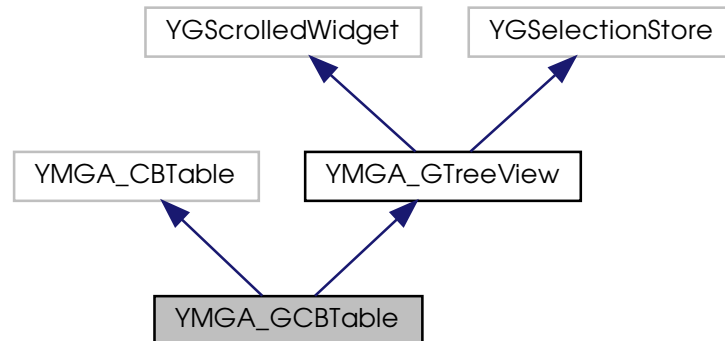 YGScrolledWidget
YGSelectionStore
YMGA_CBTable
YMGA_GTreeView
YMGA_GCBTable